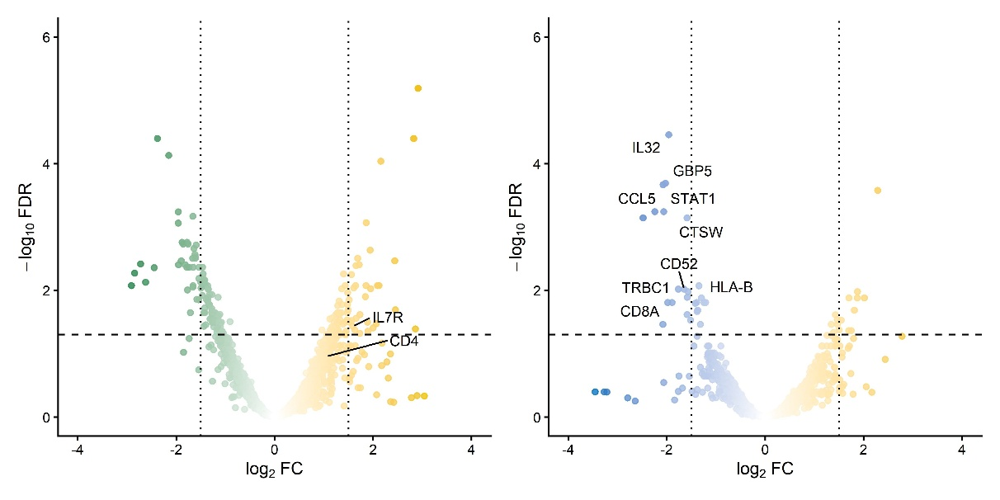 6
4
2
0
-4
-2
0
2
4
−log10 FDR
log2 FC
IL7R
CD4
6
4
2
0
-4
-2
0
2
4
−log10 FDR
log2 FC
IL32
GBP5
CCL5
STAT1
CTSW
CD52
TRBC1
HLA-B
CD8A